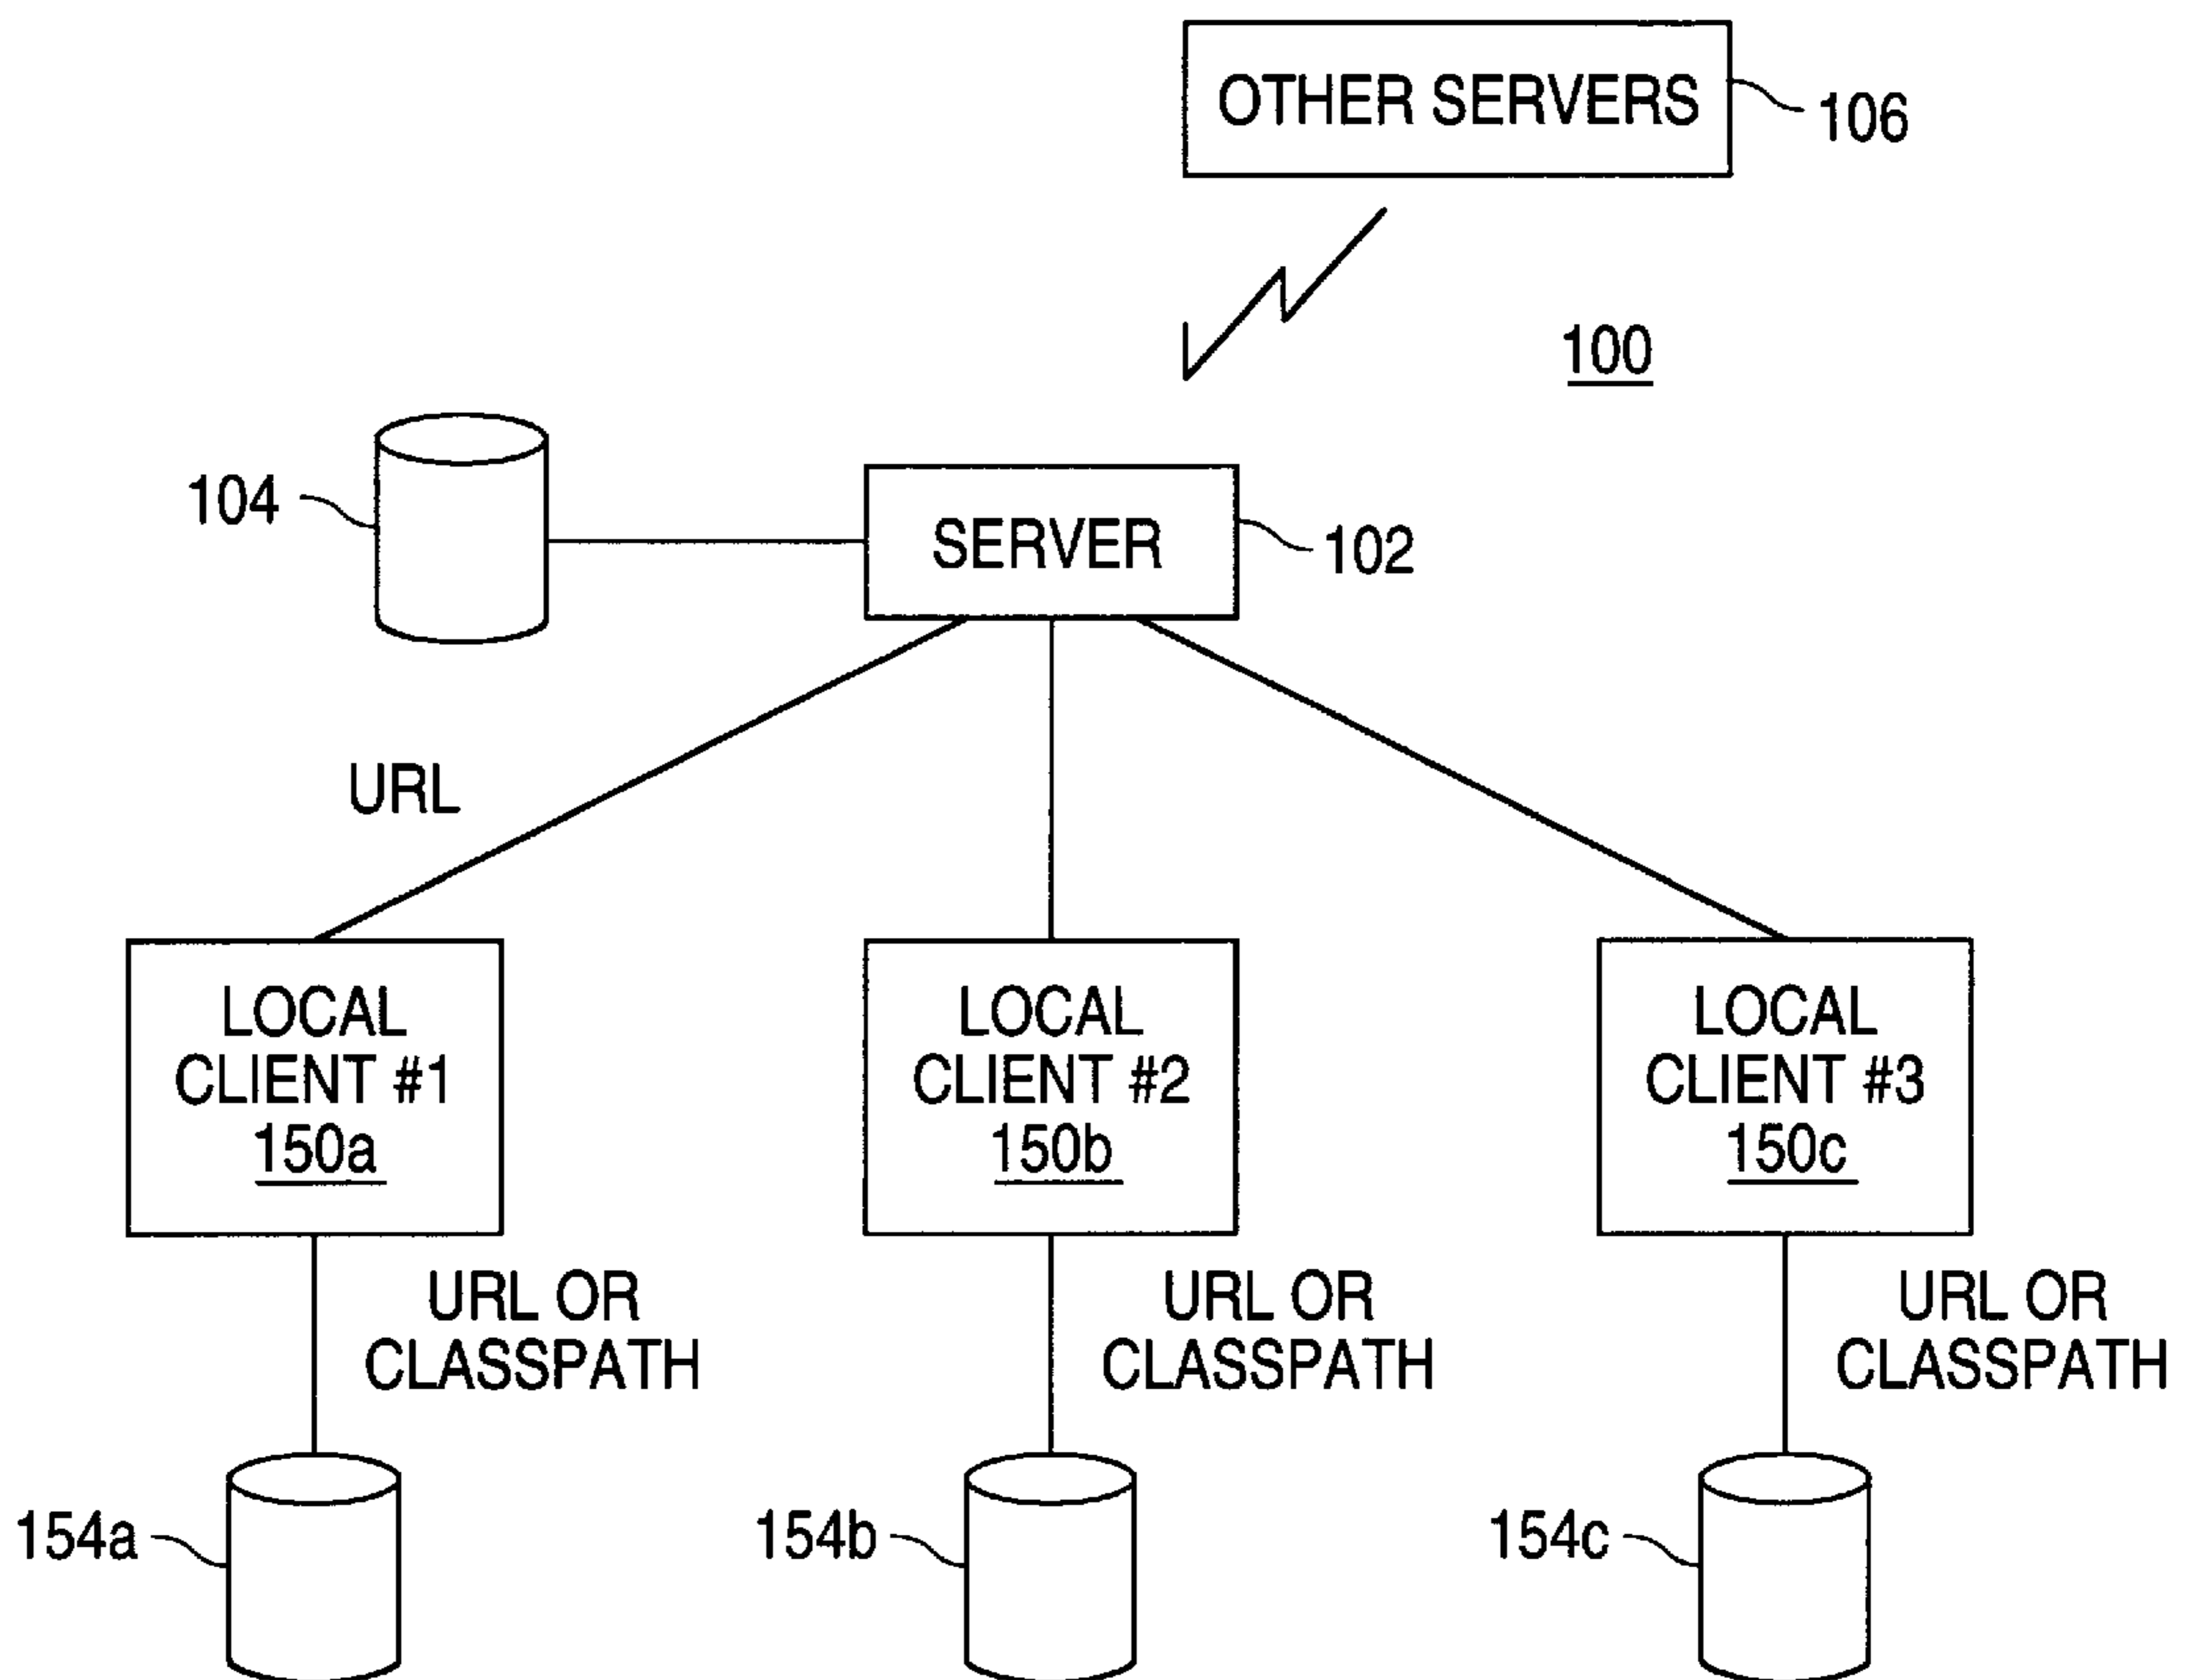 OTHER SERVERS
106
100
104
SERVER
102
URL
LOCAL
CLIENT #1
150a
LOCAL
CLIENT #2
150b
LOCAL
CLIENT #3
150c
URL OR
CLASSPATH
URL OR
CLASSPATH
URL OR
CLASSPATH
154a
154b
154c